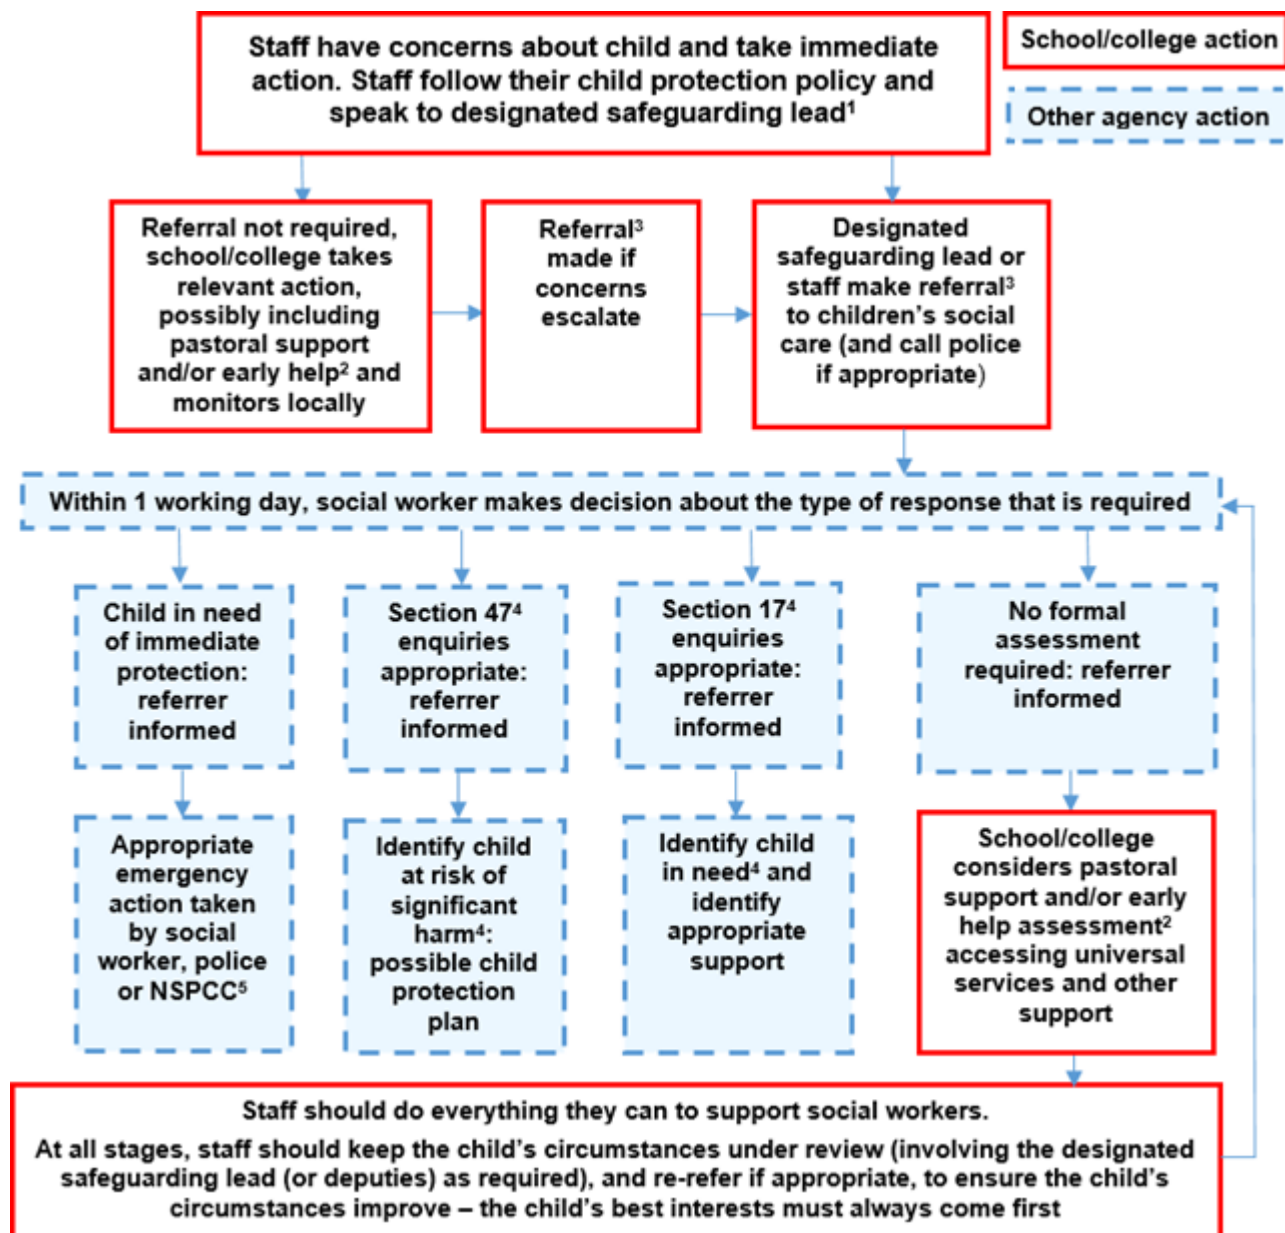 Staff have concerns about child and take immediate
action. Staff follow their child protection policy and
speak to designated safeguarding lead¹
School/college action
Other agency action
Referral not required,
school/college takes
relevant action,
possibly including
pastoral support
and/or early help² and
monitors locally
Referral³
made if
concerns
escalate
Designated
safeguarding lead or
staff make referral³
to children’s social
care (and call police
if appropriate)
Within 1 working day, social worker makes decision about the type of response that is required
Child in need
of immediate
protection:
referrer
informed
Section 47⁴
enquiries
appropriate:
referrer
informed
Section 17⁴
enquiries
appropriate:
referrer
informed
No formal
assessment
required: referrer
informed
Appropriate
emergency
action taken
by social
worker, police
or NSPCC⁵
Identify child
at risk of
significant
harm⁴:
possible child
protection
plan
Identify child
in need⁴ and
identify
appropriate
support
School/college
considers pastoral
support and/or early
help assessment²
accessing universal
services and other
support
Staff should do everything they can to support social workers.
At all stages, staff should keep the child’s circumstances under review (involving the designated
safeguarding lead (or deputies) as required), and re-refer if appropriate, to ensure the child’s
circumstances improve – the child’s best interests must always come first